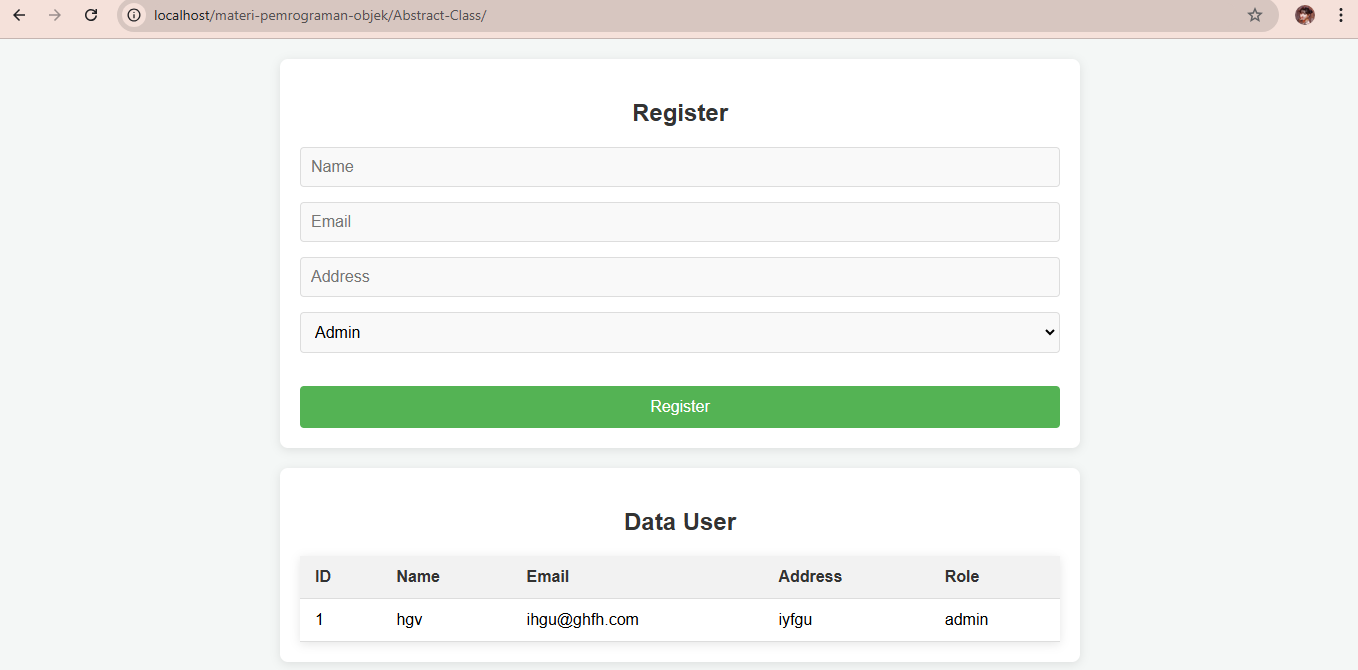 localhost/materi-pemrograman-objek/Abstract-Class/
Register
Name
Email
Address
Admin
Register
Data User
ID Name Email Address Role
1 hgv ihgu@ghfh.com iyfgu admin